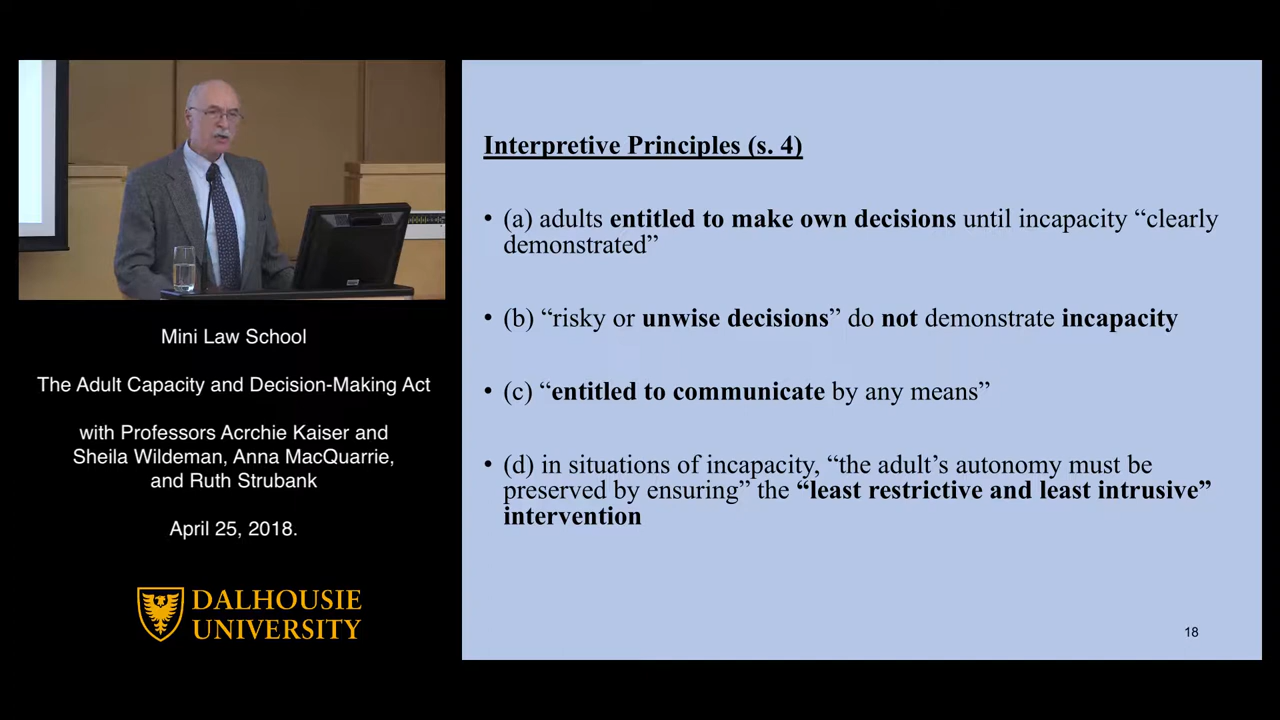 Mini Law School
The Adult Capacity and Decision-Making Act
with Professors Acrchie Kaiser and
Sheila Wildeman, Anna MacQuarrie,
and Ruth Strubank
April 25, 2018.
DALHOUSIE
UNIVERSITY
Interpretive Principles (s. 4)
• (a) adults entitled to make own decisions until incapacity “clearly
demonstrated”
• (b) “risky or unwise decisions” do not demonstrate incapacity
• (c) “entitled to communicate by any means”
• (d) in situations of incapacity, “the adult’s autonomy must be
preserved by ensuring” the “least restrictive and least intrusive”
intervention
18